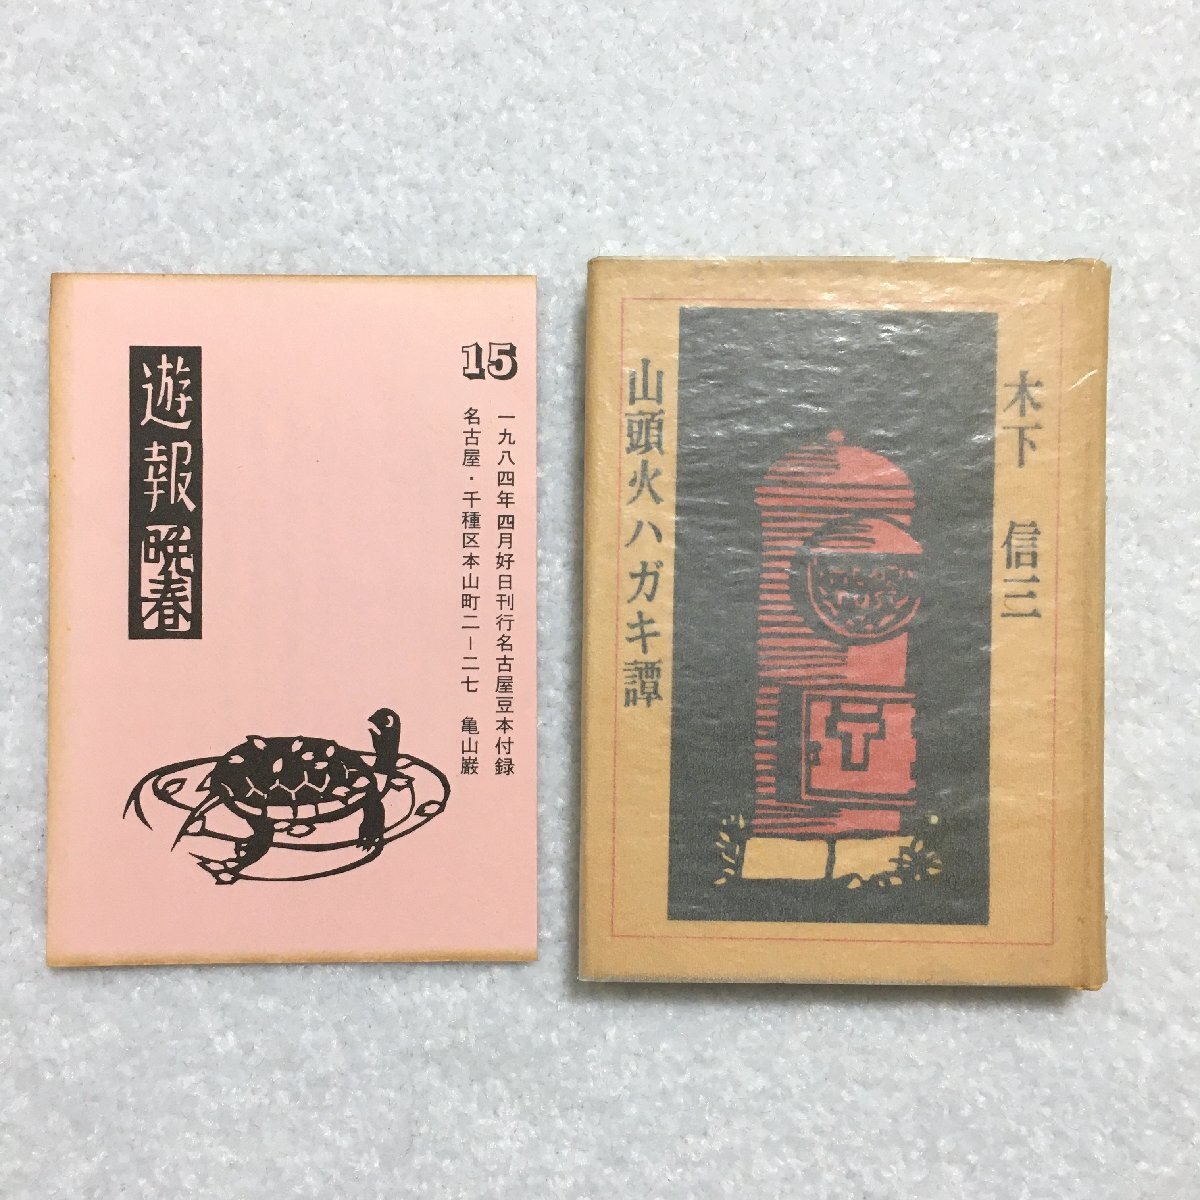 15
一九八四年四月好日刊行名古屋豆本付録
名古屋・千種区本山町二－二七 亀山巌
遊報晩春
木下 信三
山頭火ハガキ譚
POST
〒